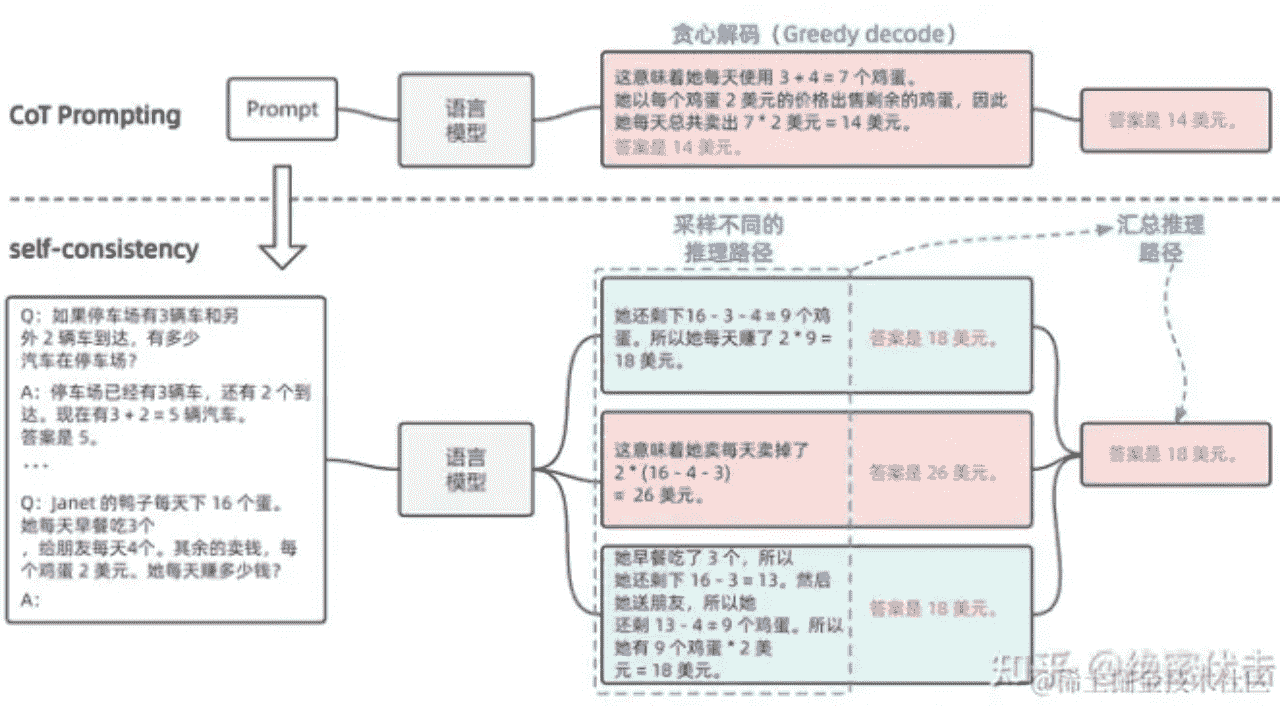 贪心解码（Greedy decode）
CoT Prompting
Prompt
语言
模型
这意味着她每天使用 3 + 4 = 7 个鸡蛋。
她以每个鸡蛋 2 美元的价格出售剩余的鸡蛋，因此
她每天总共卖出 7 * 2 美元 = 14 美元。
答案是 14 美元。
答案是 14 美元。
self-consistency
采样不同的
推理路径
汇总推理
路径
Q：如果停车场有3辆车和另
外 2 辆车到达，有多少
汽车在停车场？
A：停车场已经有3辆车，还有 2 个到
达。现在有3 + 2 = 5 辆汽车。
答案是 5。
...
Q：Janet 的鸭子每天下 16 个蛋。
她每天早餐吃3个
，给朋友每天4个。其余的卖钱，每
个鸡蛋 2 美元。她每天赚多少钱？
A：
语言
模型
她还剩下16 - 3 - 4 = 9 个鸡
蛋。所以她每天赚了 2 * 9 =
18 美元。
答案是 18 美元。
这意味着她卖每天卖掉了
2 * (16 - 4 - 3)
= 26 美元。
答案是 26 美元。
她早餐吃了 3 个，所以
她还剩下 16 - 3 = 13。然后
她送朋友，所以她
还剩 13 - 4 = 9 个鸡蛋。所以
她有 9 个鸡蛋 * 2 美
元 = 18 美元。
答案是 18 美元。
答案是 18 美元。
知乎 @绝密伏击
@稀土掘金技术社区